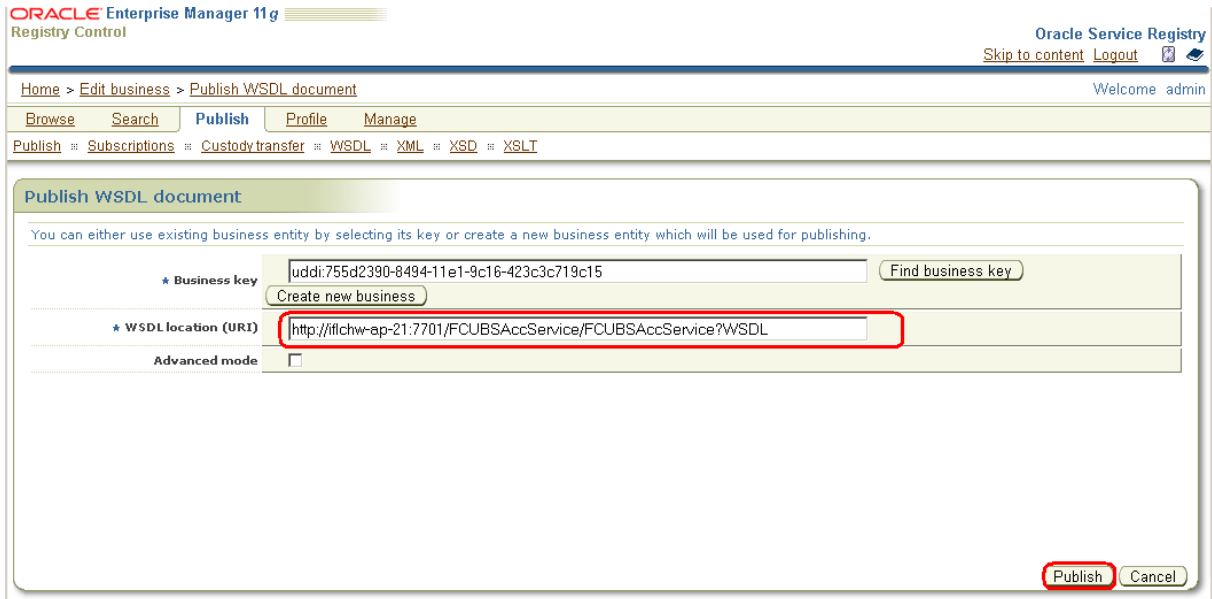 ORACLE Enterprise Manager 11g
Registry Control
Oracle Service Registry
Skip to content Logout
Home > Edit business > Publish WSDL document
Welcome admin
Browse Search Publish Profile Manage
Publish Subscriptions Custody transfer WSDL XML XSD XSLT
Publish WSDL document
You can either use existing business entity by selecting its key or create a new business entity which will be used for publishing.
* Business key uddi:755d2390-8494-11e1-9c16-423c3c719c15 Find business key
Create new business
* WSDL location (URI) http://iflchw-ap-21:7701/FCUBSAccService/FCUBSAccService?WSDL
Advanced mode
Publish Cancel